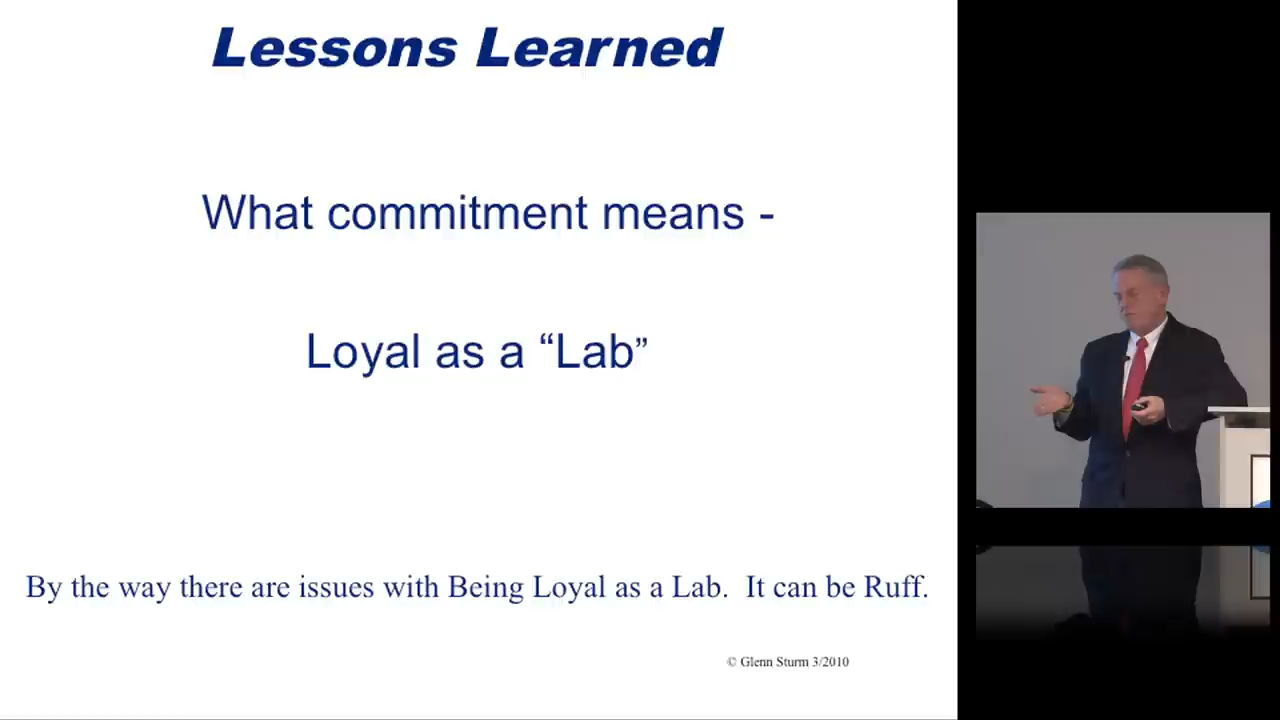 Lessons Learned
What commitment means -
Loyal as a “Lab”
By the way there are issues with Being Loyal as a Lab.  It can be Ruff.
© Glenn Sturm 3/2010